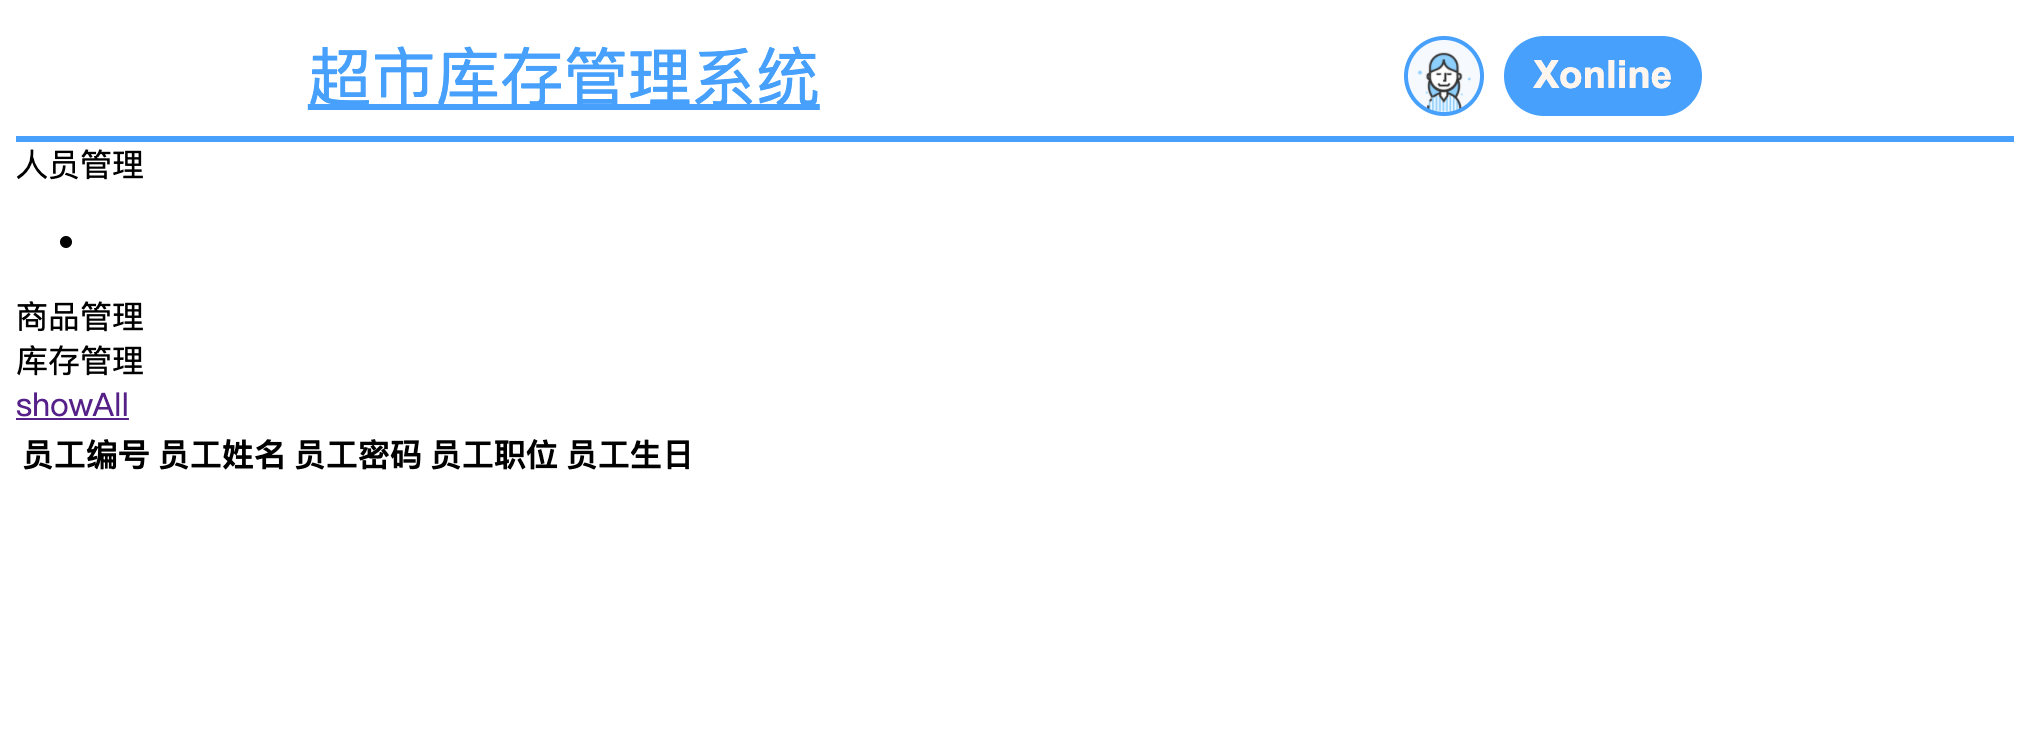 超市库存管理系统 Xonline
人员管理
商品管理
库存管理
showAll
员工编号 员工姓名 员工密码 员工职位 员工生日